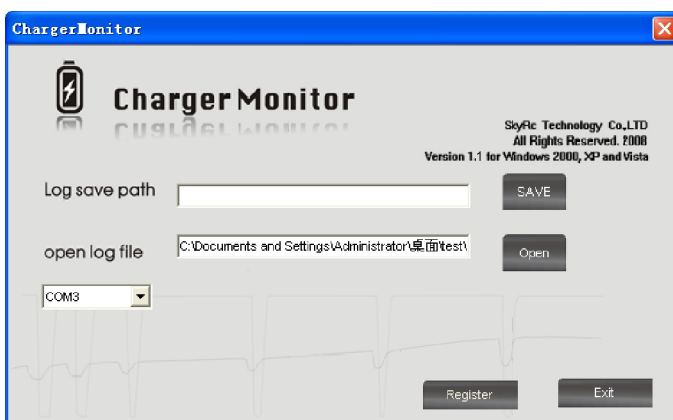 ChargerMonitor
Charger Monitor
SkyRc Technology Co.,LTD
All Rights Reserved. 2008
Version 1.1 for Windows 2000, XP and Vista
Log save path
SAVE
open log file
C:\Documents and Settings\Administrator\桌面\test\
Open
COM3
Register
Exit